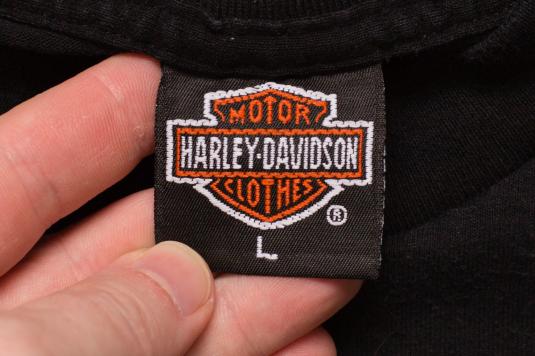 MOTOR
HARLEY-DAVIDSON
CLOTHES
®
L